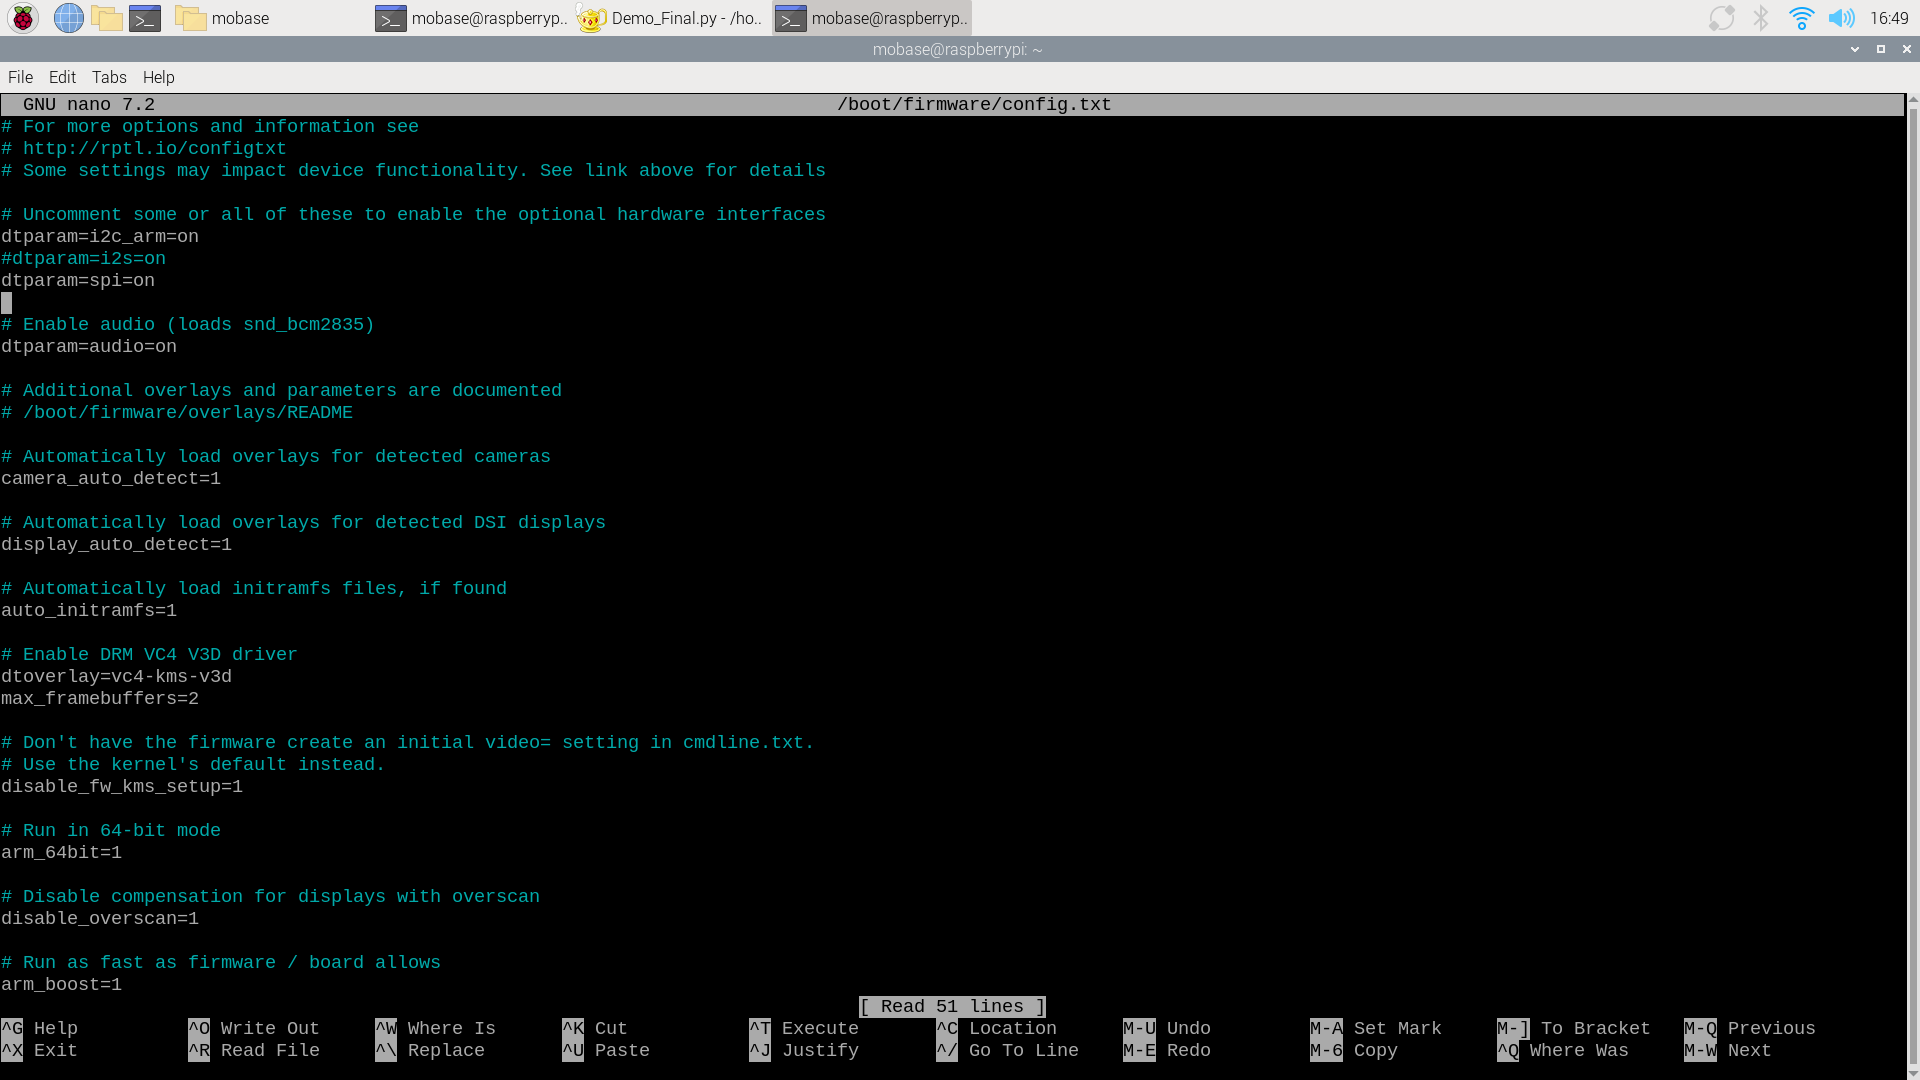 mobase
mobase@raspberryp..
Demo_Final.py - /ho..
mobase@raspberryp..
16:49
mobase@raspberrypi: ~
File Edit Tabs Help
GNU nano 7.2 /boot/firmware/config.txt
# For more options and information see
# http://rptl.io/configtxt
# Some settings may impact device functionality. See link above for details
# Uncomment some or all of these to enable the optional hardware interfaces
dtparam=i2c_arm=on
#dtparam=i2s=on
dtparam=spi=on
# Enable audio (loads snd_bcm2835)
dtparam=audio=on
# Additional overlays and parameters are documented
# /boot/firmware/overlays/README
# Automatically load overlays for detected cameras
camera_auto_detect=1
# Automatically load overlays for detected DSI displays
display_auto_detect=1
# Automatically load initramfs files, if found
auto_initramfs=1
# Enable DRM VC4 V3D driver
dtoverlay=vc4-kms-v3d
max_framebuffers=2
# Don't have the firmware create an initial video= setting in cmdline.txt.
# Use the kernel's default instead.
disable_fw_kms_setup=1
# Run in 64-bit mode
arm_64bit=1
# Disable compensation for displays with overscan
disable_overscan=1
# Run as fast as firmware / board allows
arm_boost=1
[ Read 51 lines ]
^G Help ^O Write Out ^W Where Is ^K Cut ^T Execute ^C Location M-U Undo M-A Set Mark M-] To Bracket M-Q Previous
^X Exit ^R Read File ^\ Replace ^U Paste ^J Justify ^/ Go To Line M-E Redo M-6 Copy ^Q Where Was M-W Next